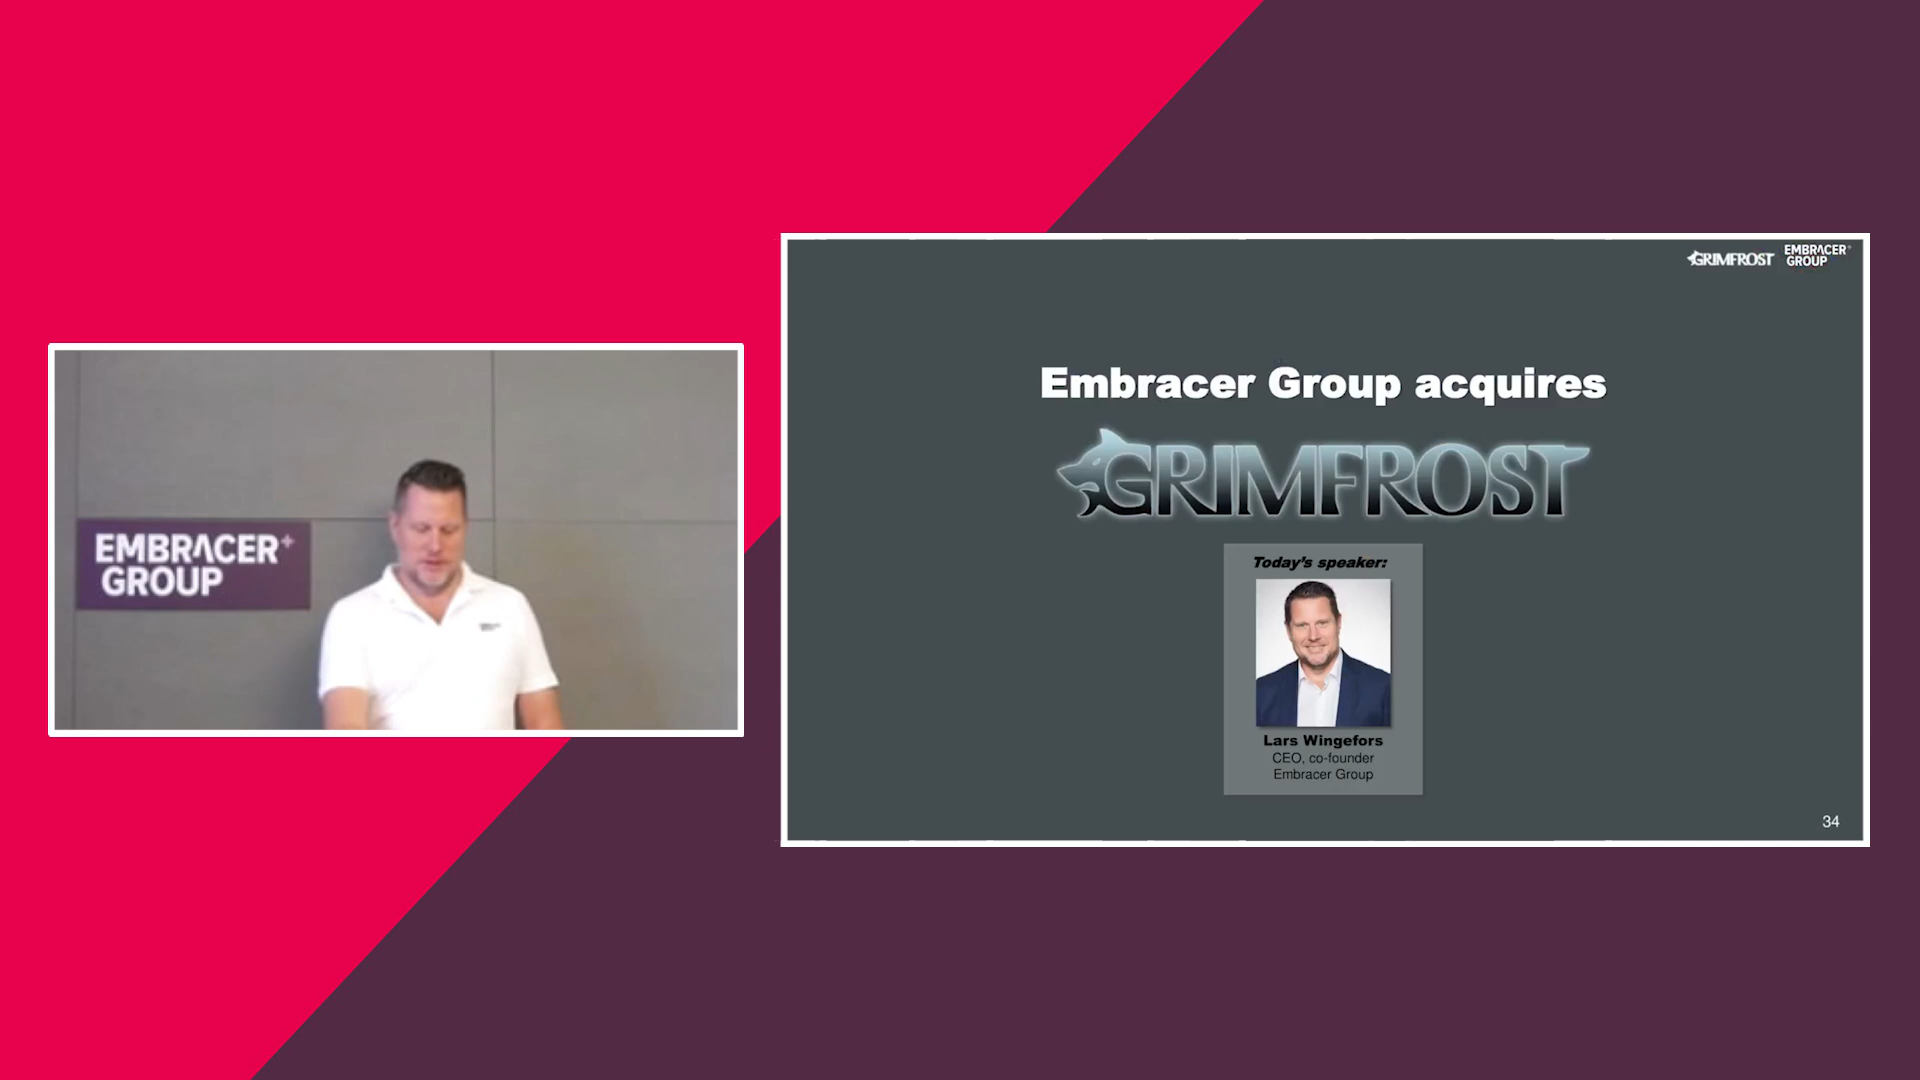 EMBRACER+
GROUP
GRIMFROST
EMBRACER+
GROUP
Embracer Group acquires
GRIMFROST
Today's speaker:
Lars Wingefors
CEO, co-founder
Embracer Group
34